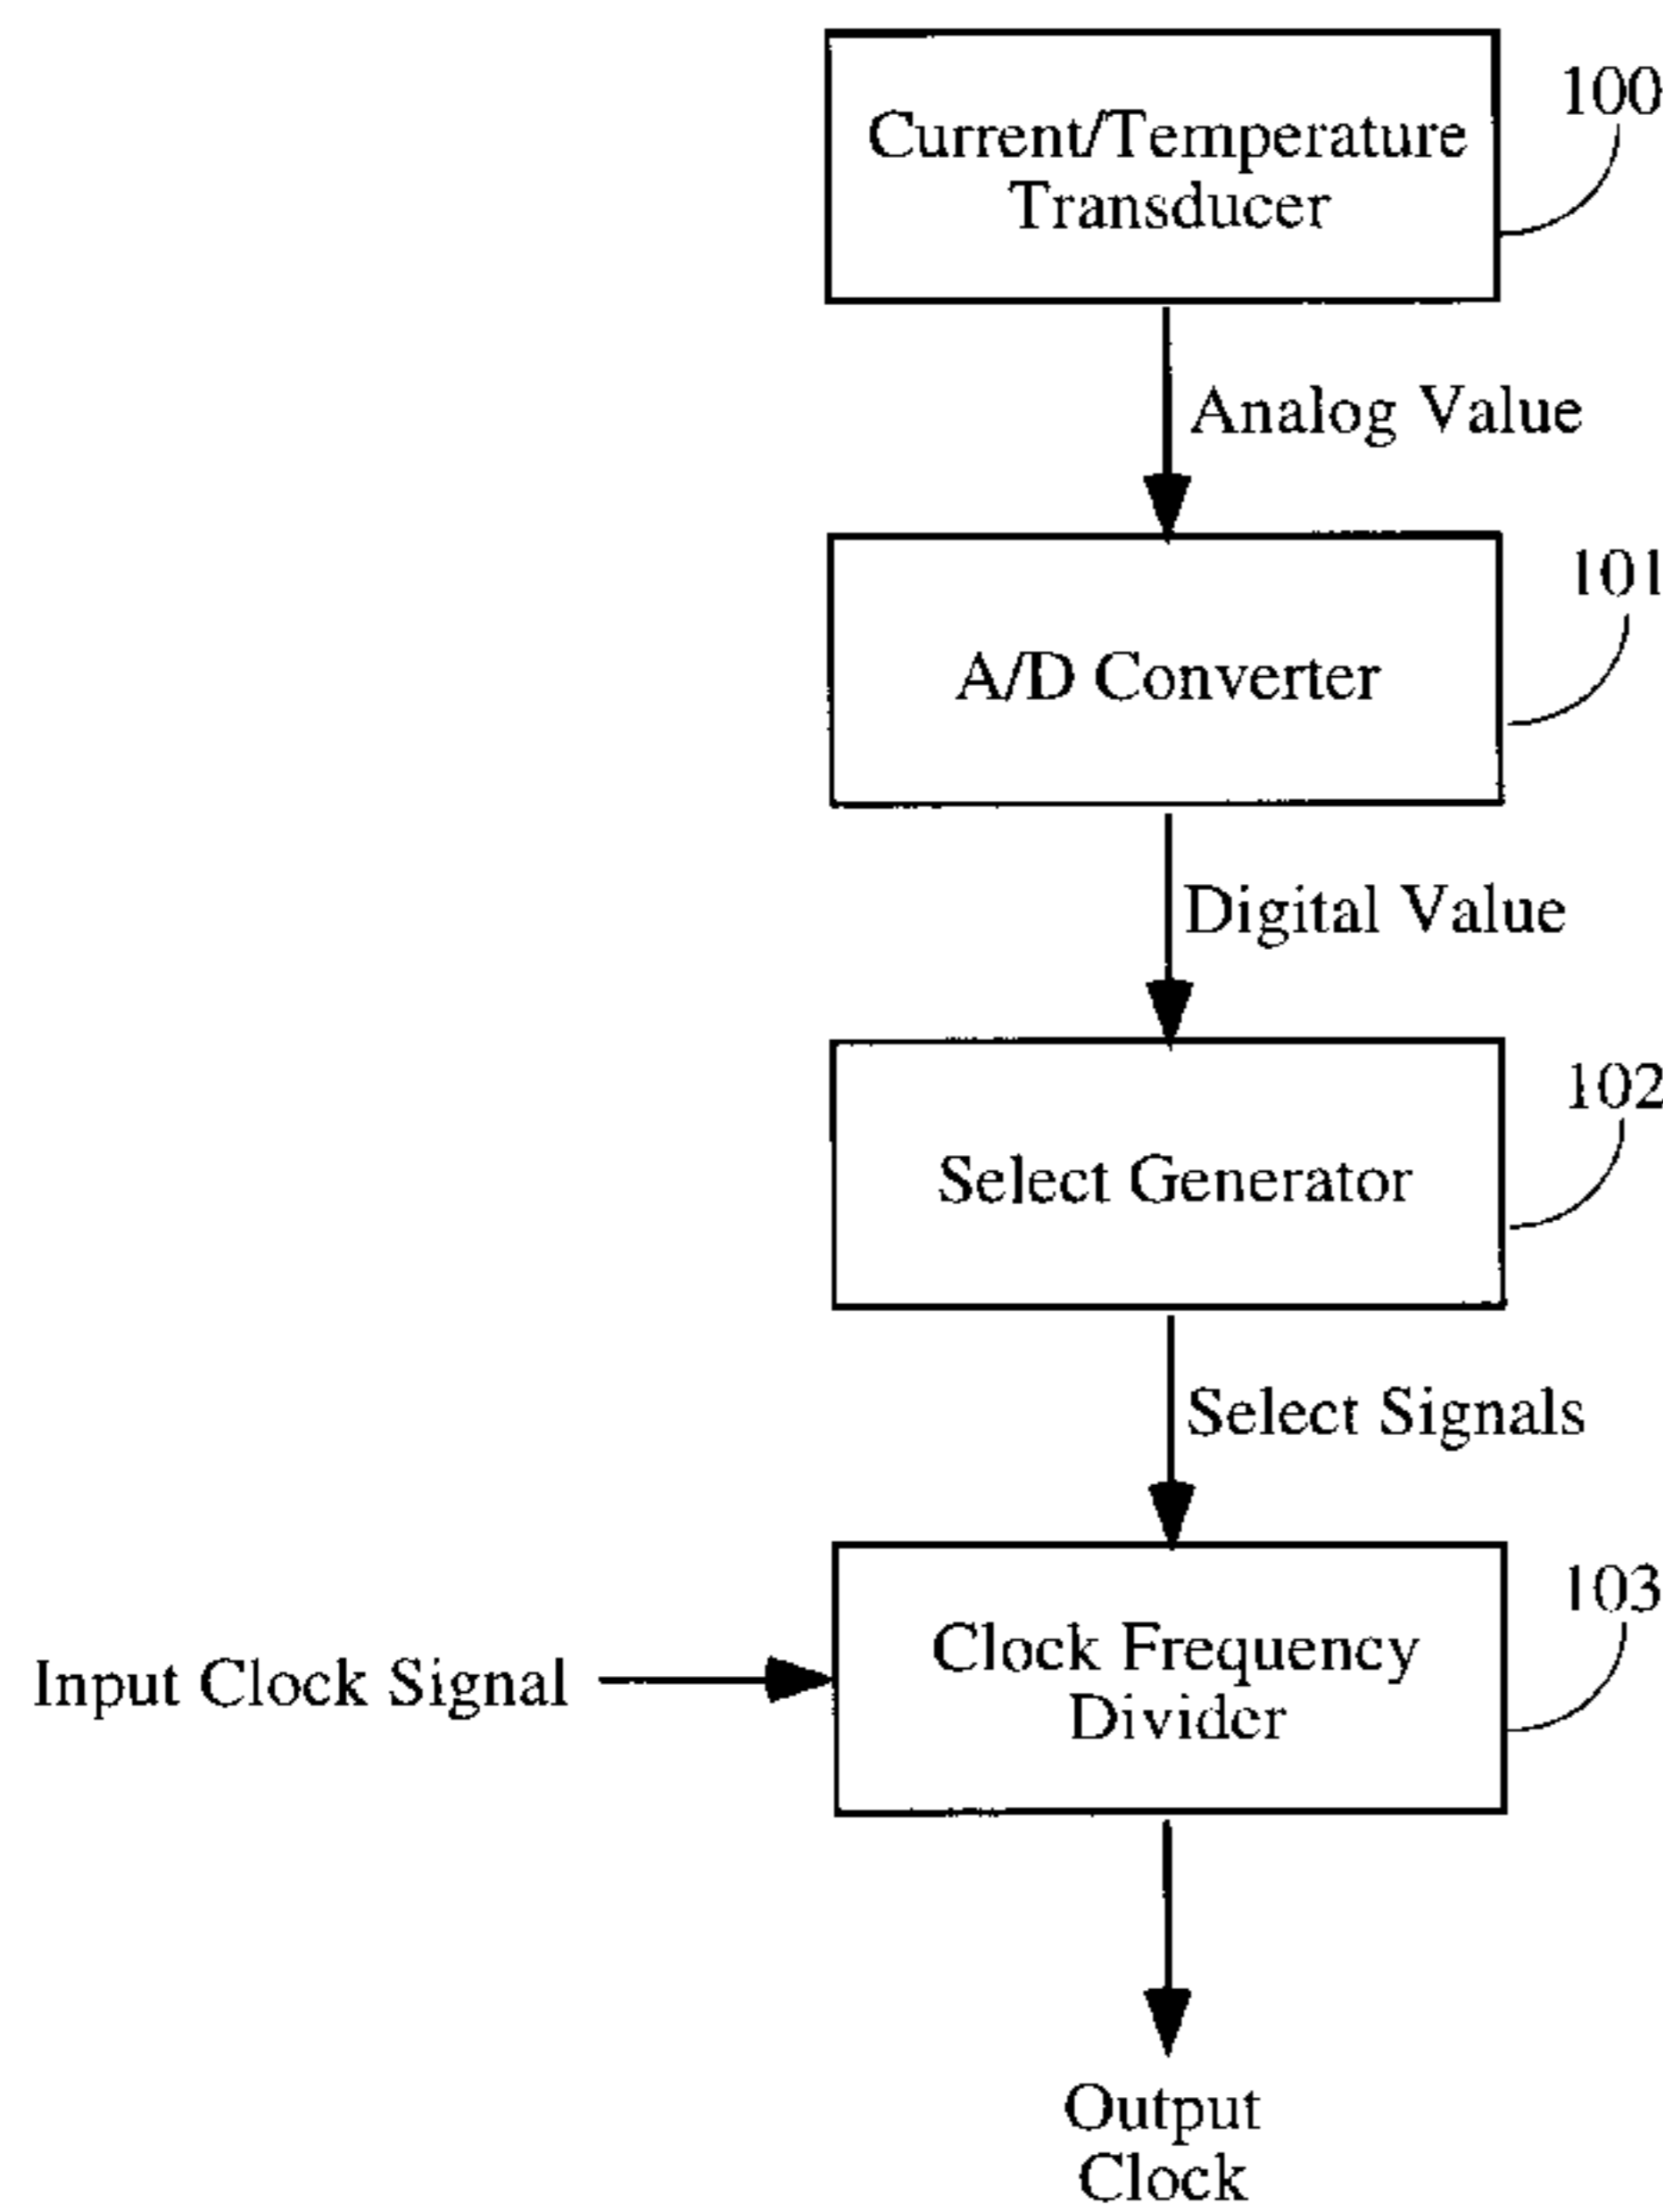 Current/Temperature
Transducer
100
Analog Value
A/D Converter
101
Digital Value
Select Generator
102
Select Signals
Input Clock Signal
Clock Frequency
Divider
103
Output
Clock